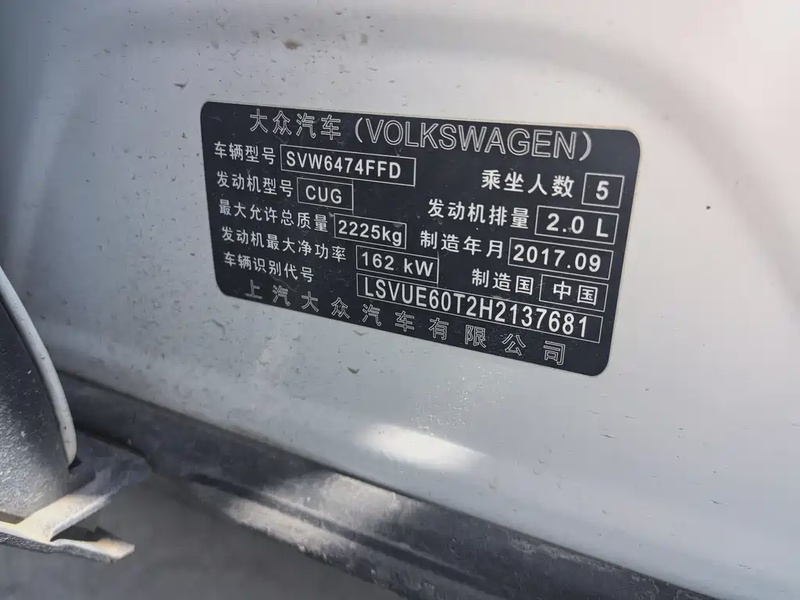 大众汽车（VOLKSWAGEN）
车辆型号 SVW6474FFD 乘坐人数 5
发动机型号 CUG 发动机排量 2.0 L
最大允许总质量 2225kg 制造年月 2017.09
发动机最大净功率 162 kW 制造国 中国
车辆识别代号 LSVUE60T2H2137681
上汽大众汽车有限公司